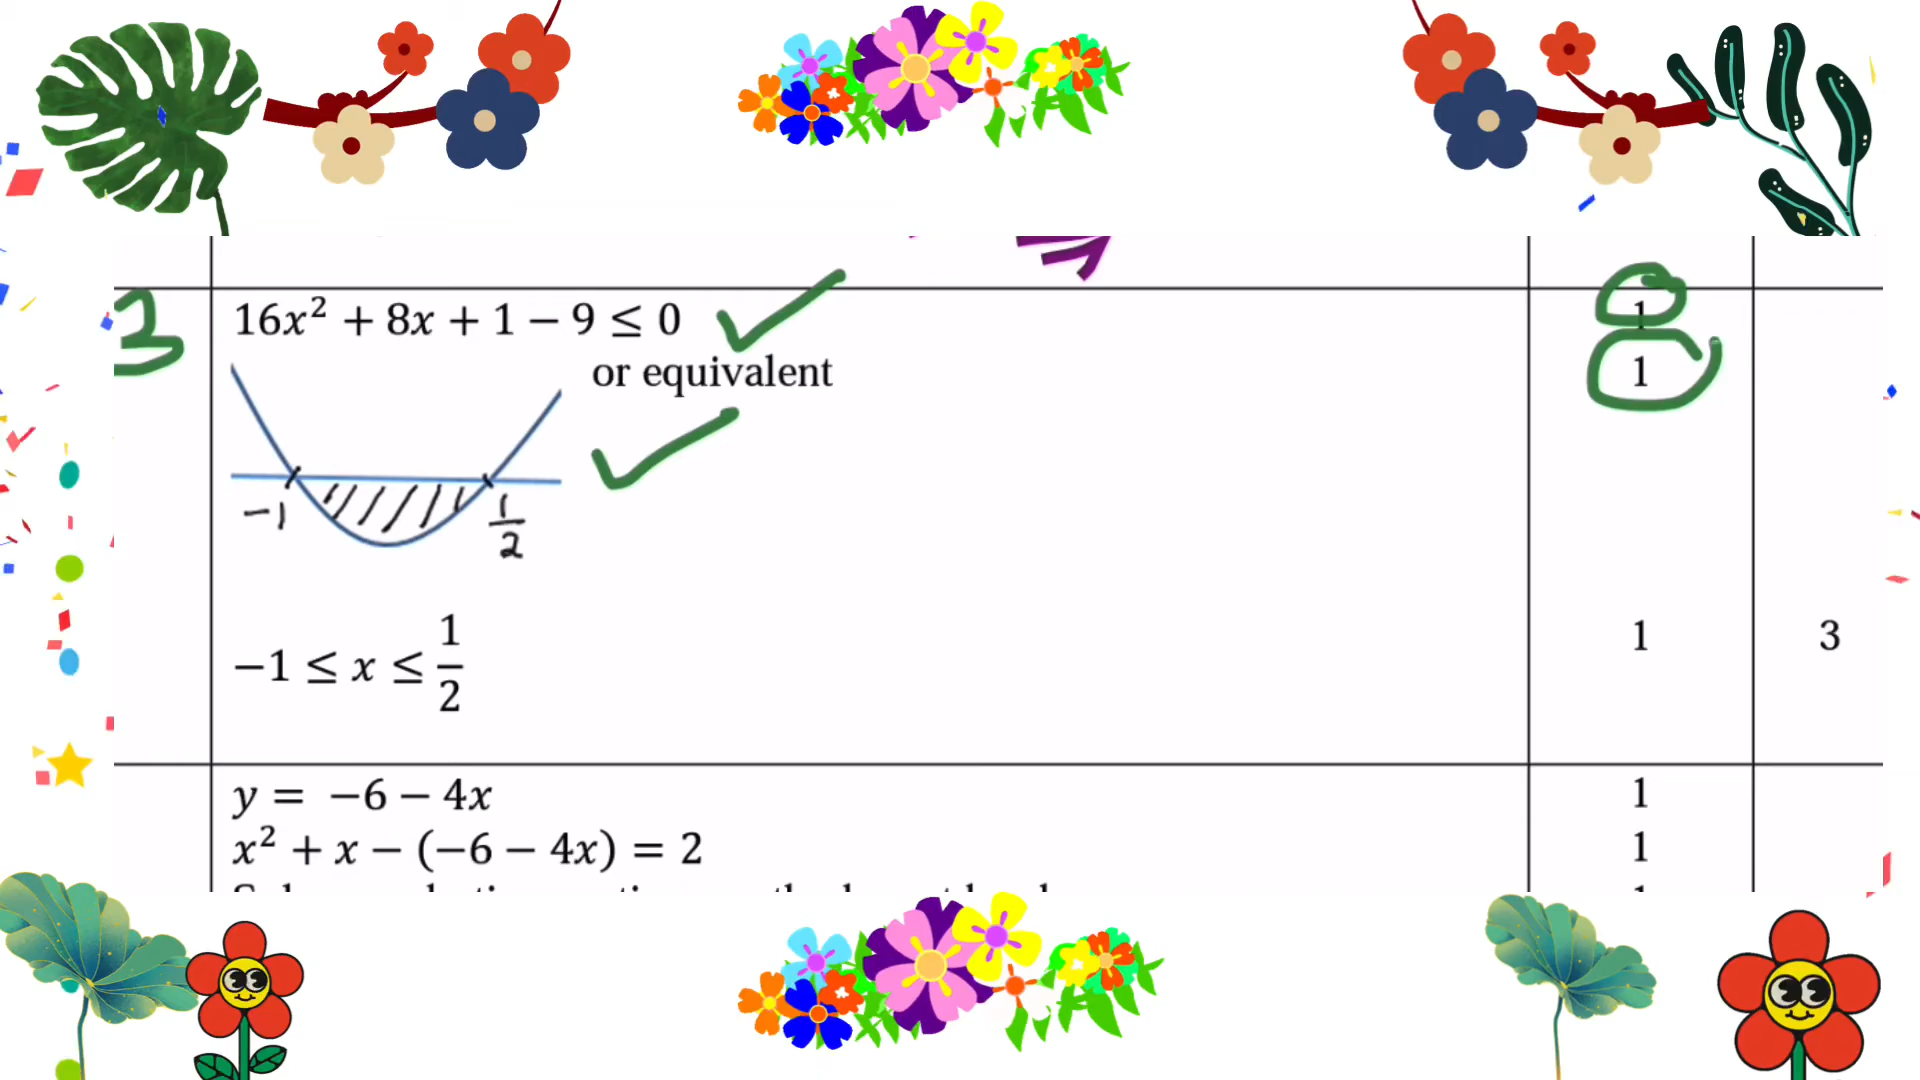 3
16x² + 8x + 1 − 9 ≤ 0
1
or equivalent
1
−1
1/2
−1 ≤ x ≤ 1/2
1
3
y = −6 − 4x
1
x² + x − (−6 − 4x) = 2
1